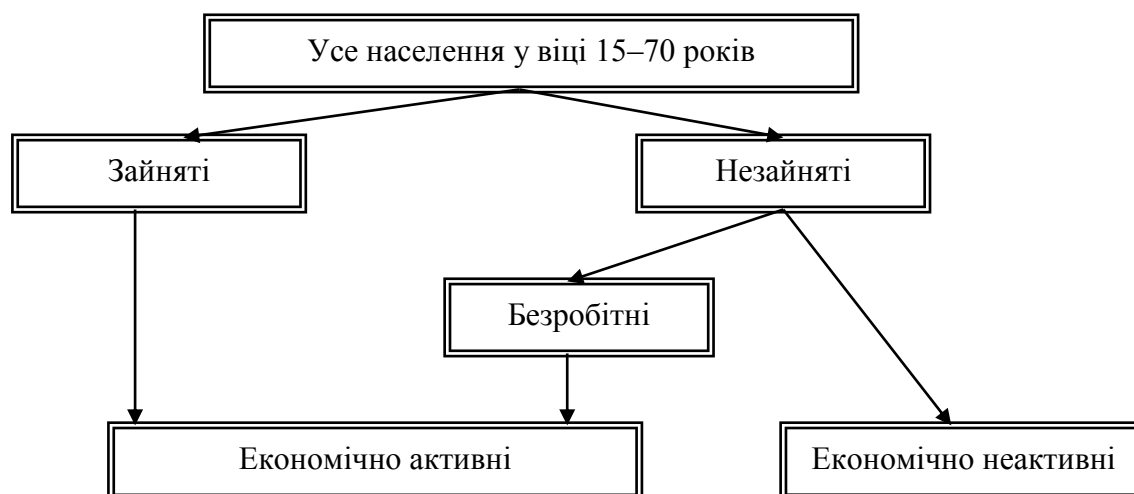 Усе населення у віці 15–70 років
Зайняті
Незайняті
Безробітні
Економічно активні
Економічно неактивні